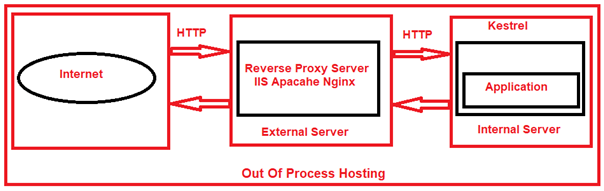 HTTP
HTTP
Kestrel
Internet
Reverse Proxy Server
IIS Apacahe Nginx
Application
External Server
Internal Server
Out Of Process Hosting